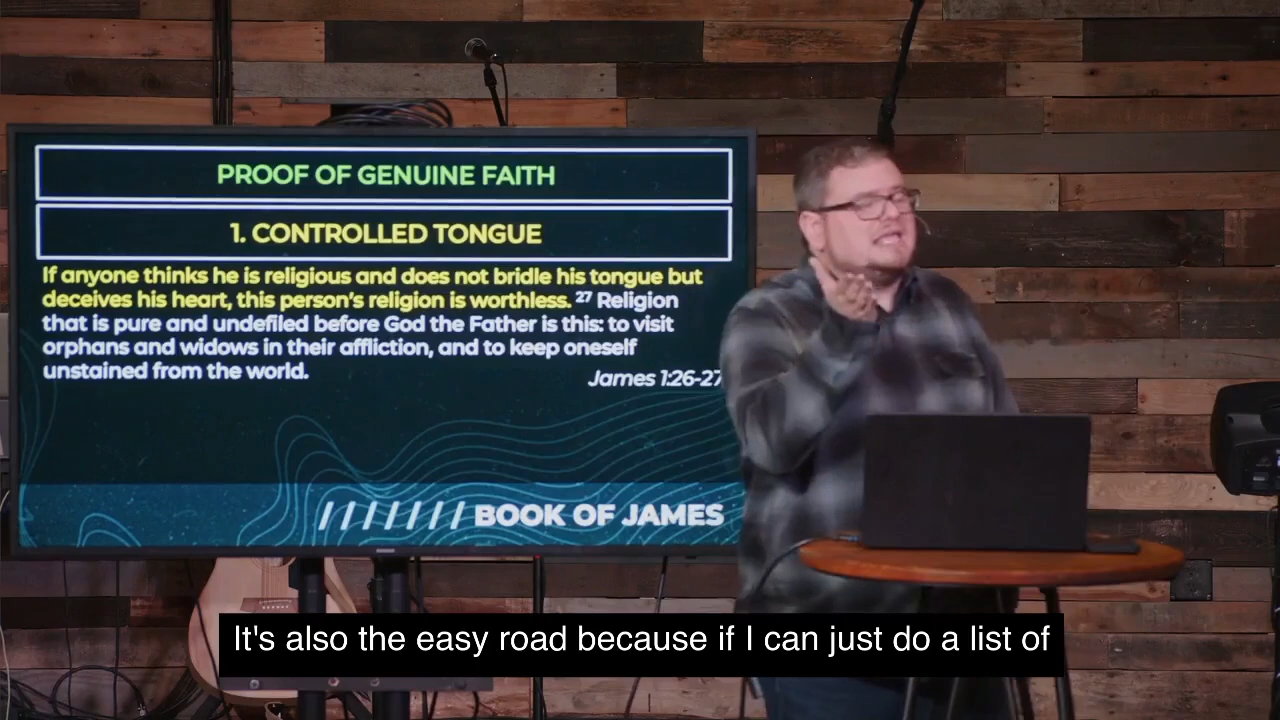 PROOF OF GENUINE FAITH
1. CONTROLLED TONGUE
If anyone thinks he is religious and does not bridle his tongue but
deceives his heart, this person's religion is worthless. ²⁷ Religion
that is pure and undefiled before God the Father is this: to visit
orphans and widows in their affliction, and to keep oneself
unstained from the world.
James 1:26-27
/////// BOOK OF JAMES
It's also the easy road because if I can just do a list of